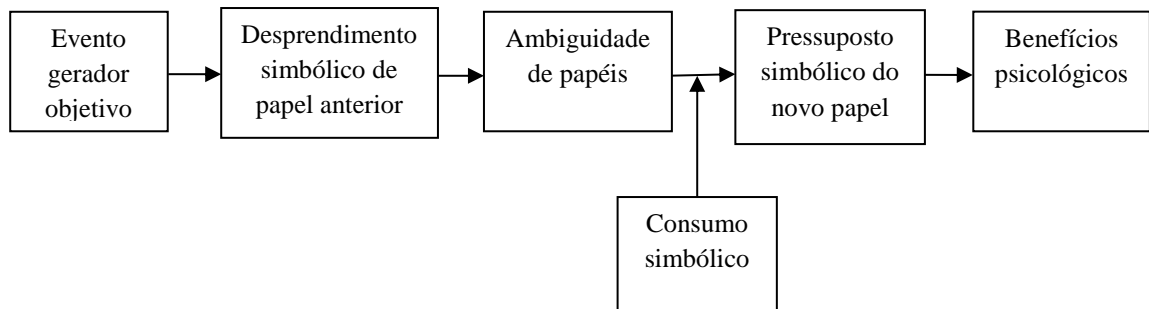 Evento
gerador
objetivo
Desprendimento
simbólico de
papel anterior
Ambiguidade
de papéis
Pressuposto
simbólico do
novo papel
Benefícios
psicológicos
Consumo
simbólico